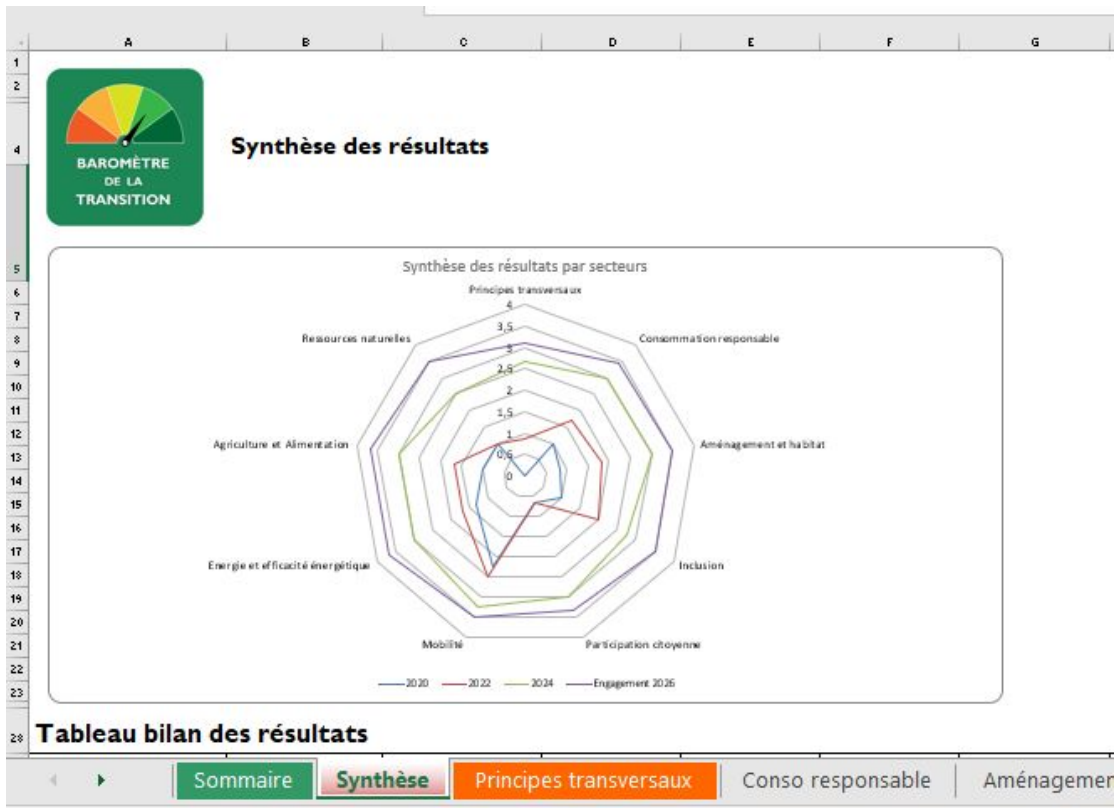 A B C D E F G
1
2
4
BAROMÈTRE
DE LA
TRANSITION
Synthèse des résultats
5
Synthèse des résultats par secteurs
6
Principes transversaux
7
4
8
3,5
Ressources naturelles
Consommation responsable
9
3
10
2,5
11
2
12
1,5
Agriculture et Alimentation
Aménagement et habitat
13
1
14
0,5
0
15
16
17
18
Energie et efficacité énergétique
Inclusion
19
20
21
Mobilité
Participation citoyenne
22
23
2020 2022 2024 Engagement 2026
28
Tableau bilan des résultats
Sommaire Synthèse Principes transversaux Conso responsable Aménagemen